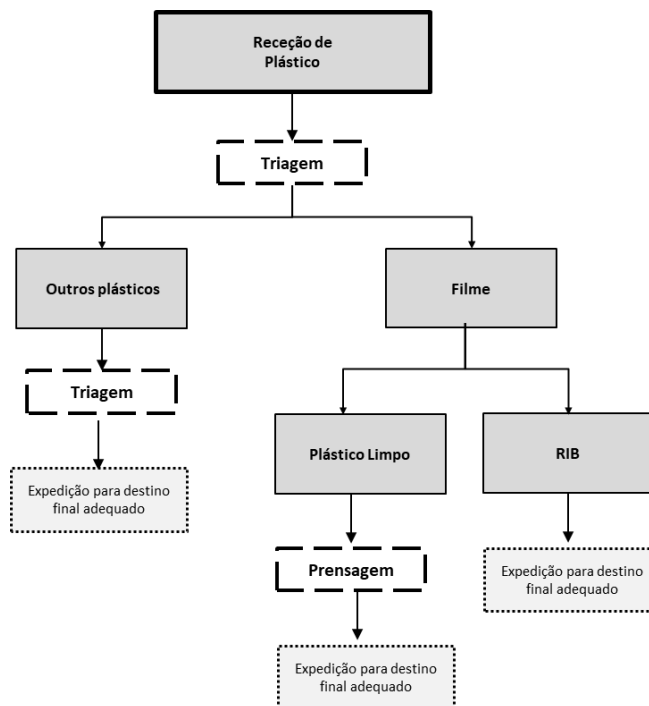 Receção de
Plástico
Triagem
Outros plásticos
Filme
Triagem
Plástico Limpo
RIB
Expedição para destino
final adequado
Prensagem
Expedição para destino
final adequado
Expedição para destino
final adequado